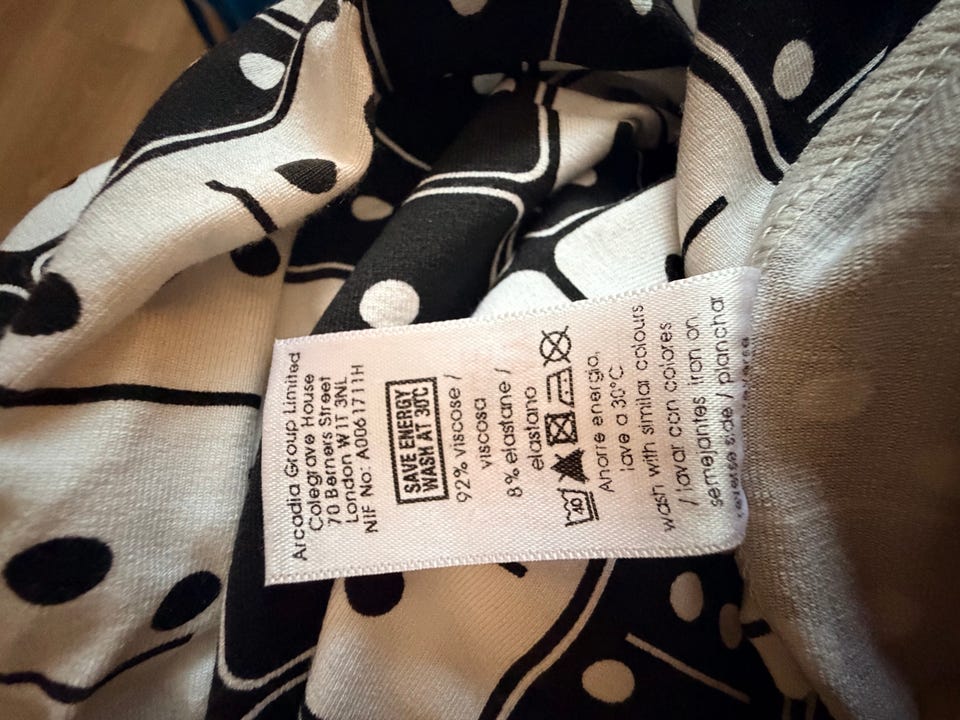 Arcadia Group Limited
Colegrave House
70 Berners Street
London W1T 3NL
NIF No: A0061711H
SAVE ENERGY
WASH AT 30°C
92% viscose /
viscosa
8% elastane /
elastano
40
Ahorre energia,
lave a 30°C
wash with similar colours
/ lavar con colores
semejantes iron on
reverse side / planchar